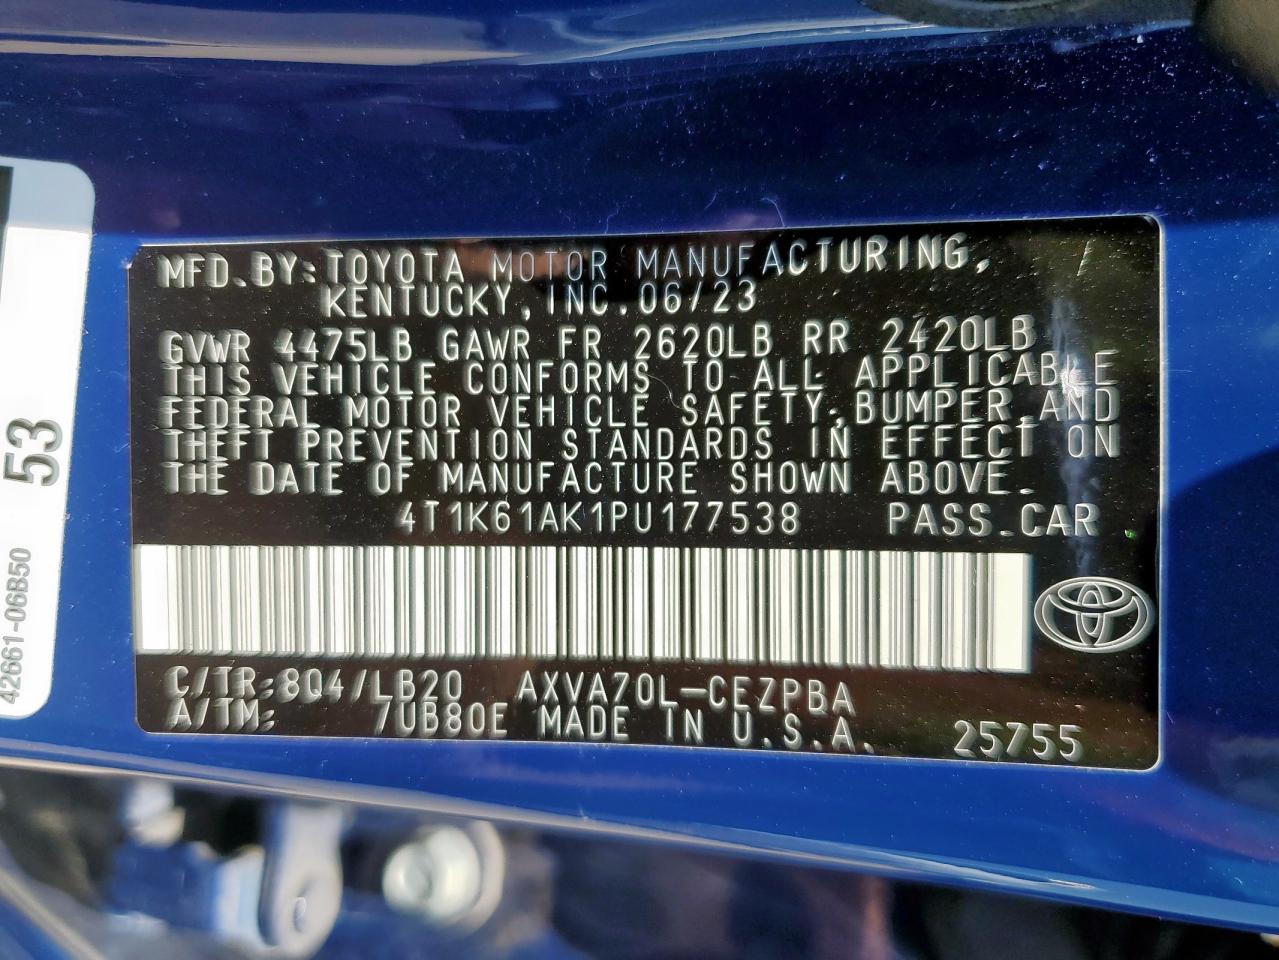 MFD.BY:TOYOTA MOTOR MANUFACTURING,
KENTUCKY,INC.06/23
GVWR 4475LB GAWR FR 2620LB RR 2420LB
THIS VEHICLE CONFORMS TO ALL APPLICABLE
FEDERAL MOTOR VEHICLE SAFETY,BUMPER,AND
THEFT PREVENTION STANDARDS IN EFFECT ON
THE DATE OF MANUFACTURE SHOWN ABOVE.
4T1K61AK1PU177538 PASS.CAR
C/TR:8Q4/LB20 AXVA70L-CEZPBA
A/TM: /UB80E MADE IN U.S.A. 25755
53
42661-06B50